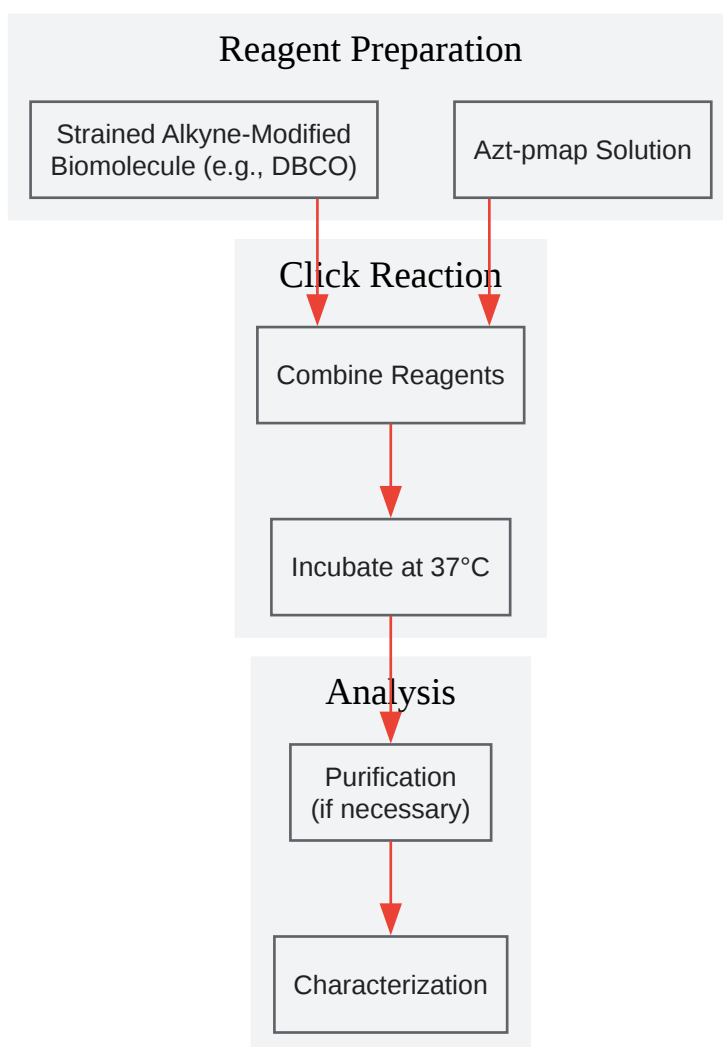 Reagent Preparation
Strained Alkyne-Modified
Biomolecule (e.g., DBCO)
Azt-pmap Solution
Click Reaction
Combine Reagents
Incubate at 37°C
Analysis
Purification
(if necessary)
Characterization